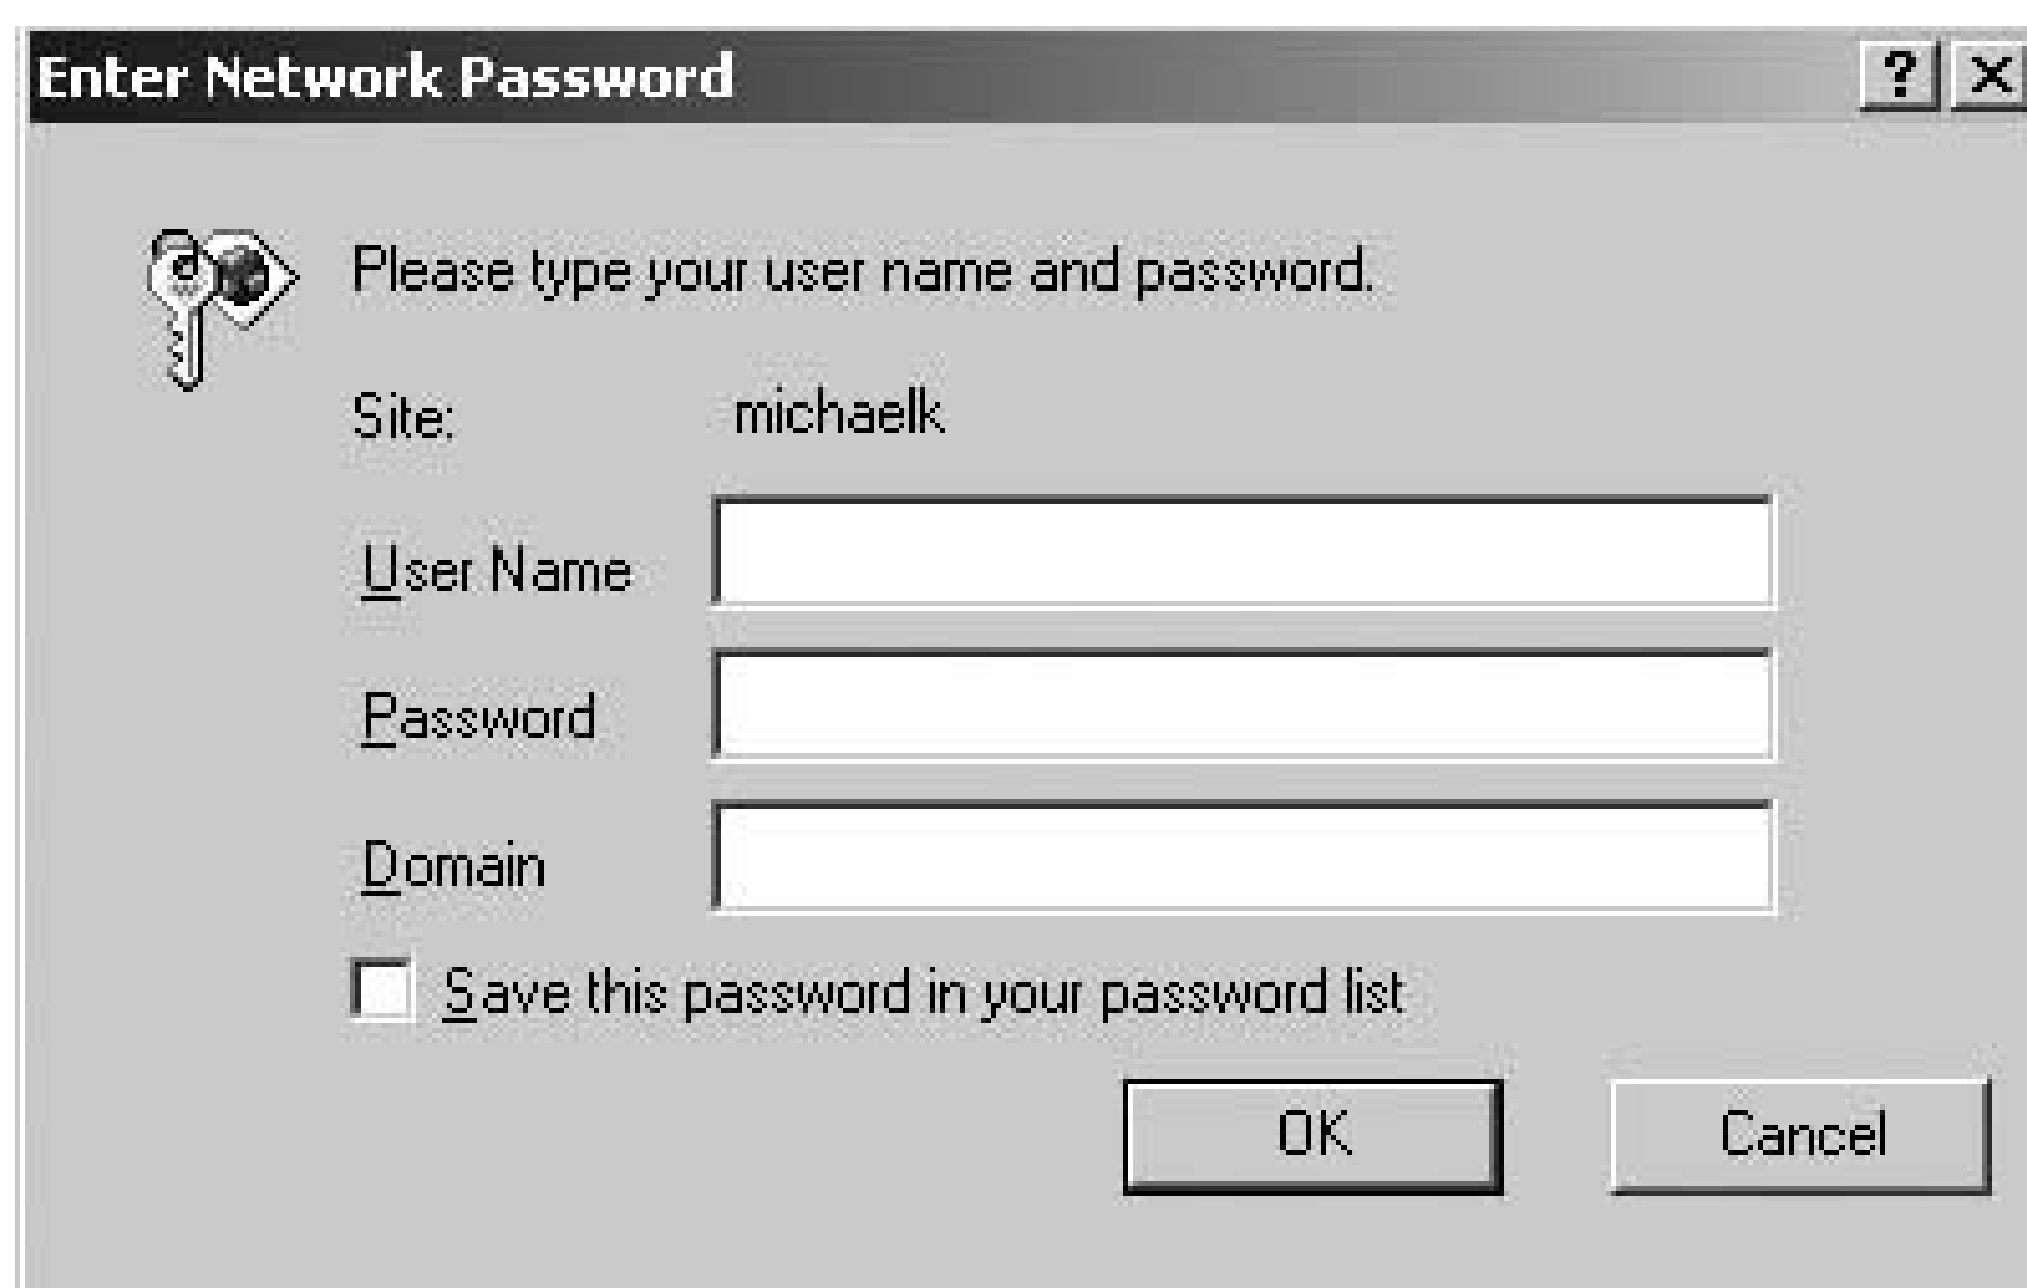 Enter Network Password ? X
Please type your user name and password.
Site: michaelk
User Name
Password
Domain
Save this password in your password list
OK Cancel